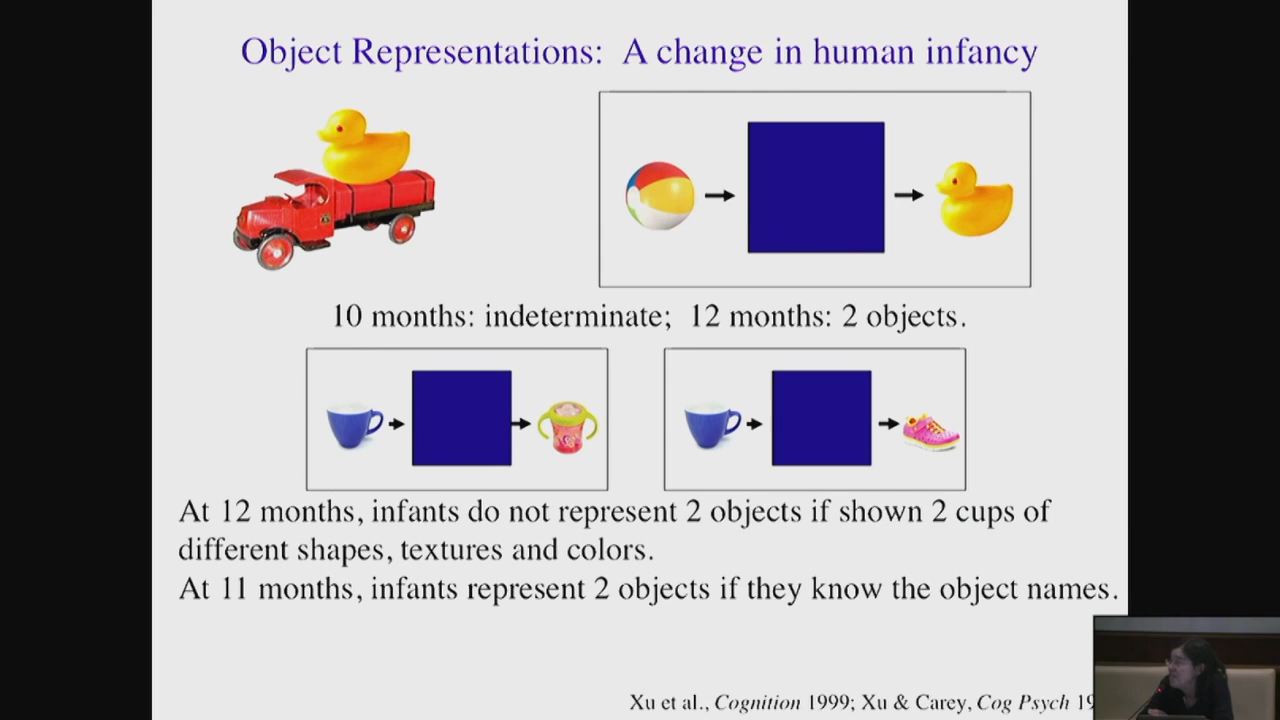 Object Representations: A change in human infancy
10 months: indeterminate; 12 months: 2 objects.
At 12 months, infants do not represent 2 objects if shown 2 cups of
different shapes, textures and colors.
At 11 months, infants represent 2 objects if they know the object names.
Xu et al., Cognition 1999; Xu & Carey, Cog Psych